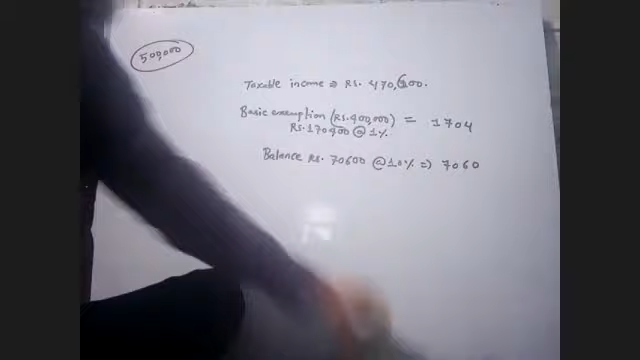 500,000
Taxable income ⇒ Rs. 470,600.
Basic exemption (Rs.400,000) = 1704
Rs.170400 @ 1%
Balance Rs. 70600 @ 10% ⇒ 7060